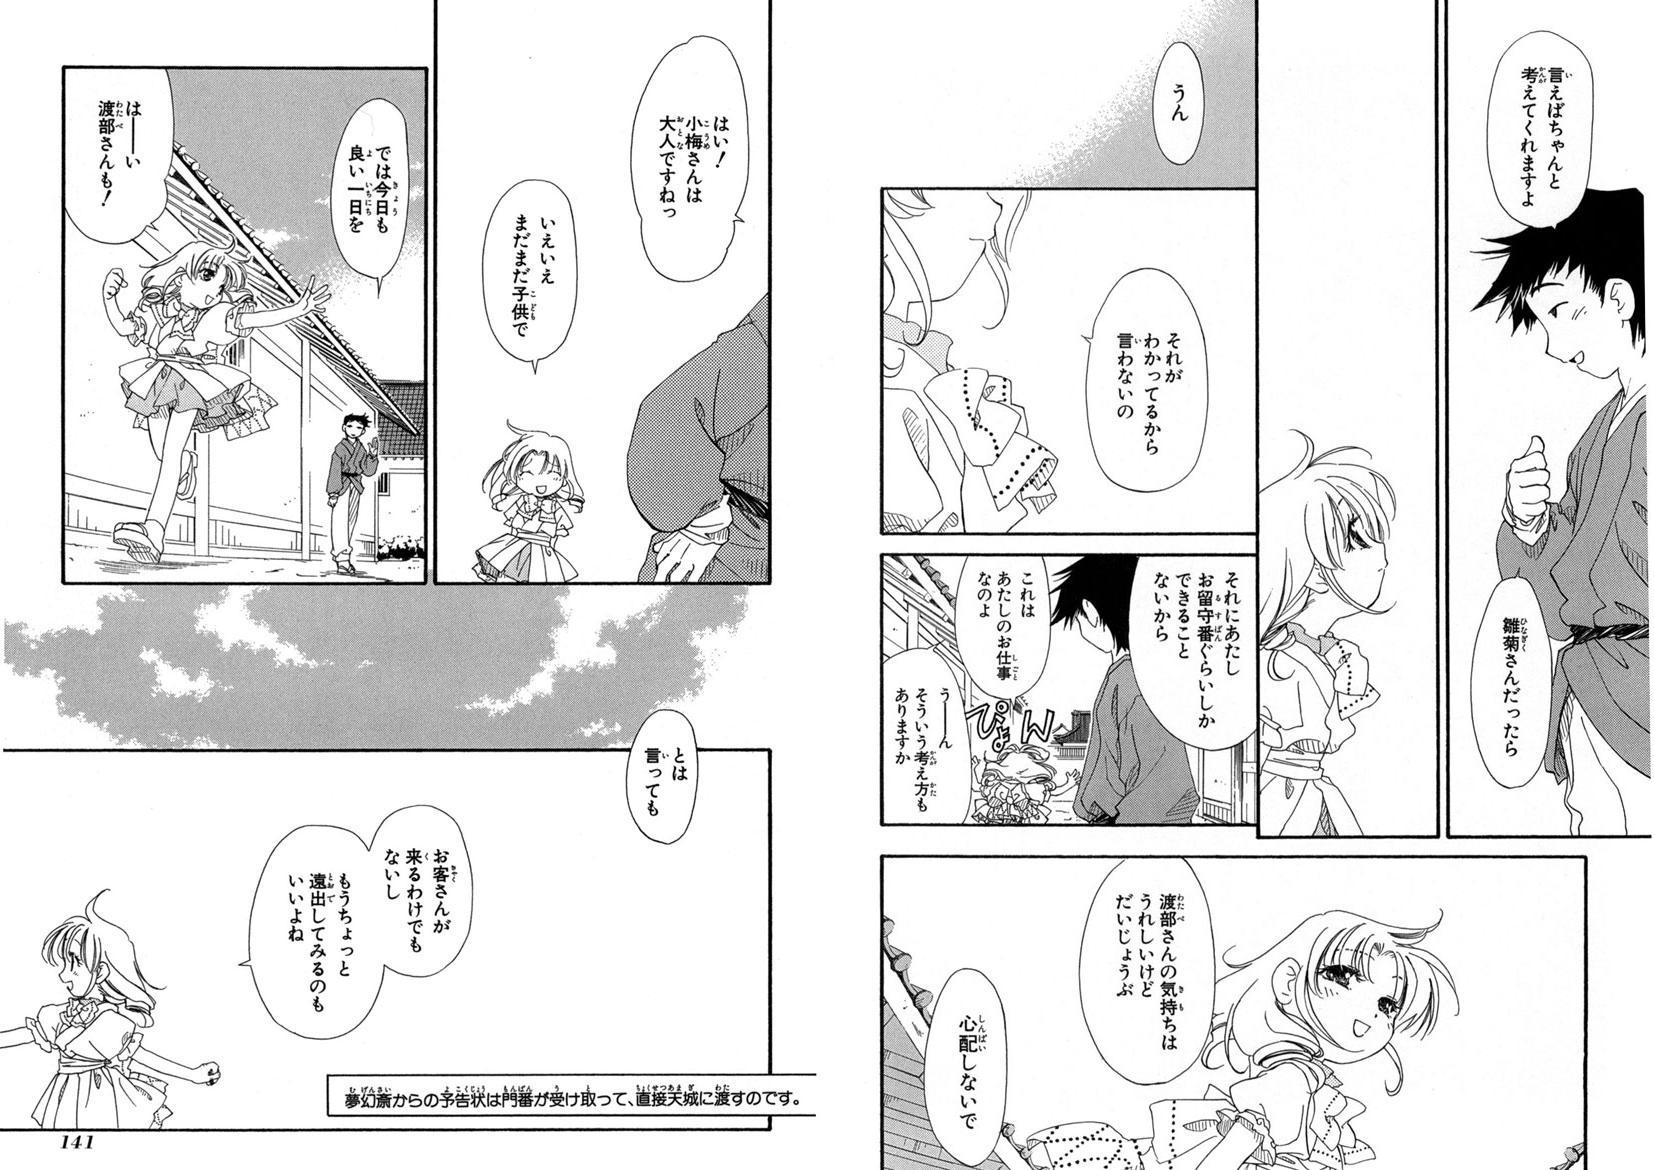 言えばちゃんと
考えてくれますよ
雛菊さんだったら
うん
それが
わかってるから
言わないの
それにあたし
お留守番ぐらいしか
できること
ないから
これは
あたしのお仕事
なのよ
ぴょん
うーーん
そういう考え方も
ありますか
渡部さんの気持ちは
うれしいけど
だいじょうぶ
心配しないで
はい!
小梅さんは
大人ですねっ
いえいえ
まだまだ子供で
では今日も
良い一日を
はーーい
渡部さんも!
とは
言っても
お客さんが
来るわけでも
ないし
もうちょっと
遠出してみるのも
いいよね
夢幻斎からの予告状は門番が受け取って、直接天城に渡すのです。
141